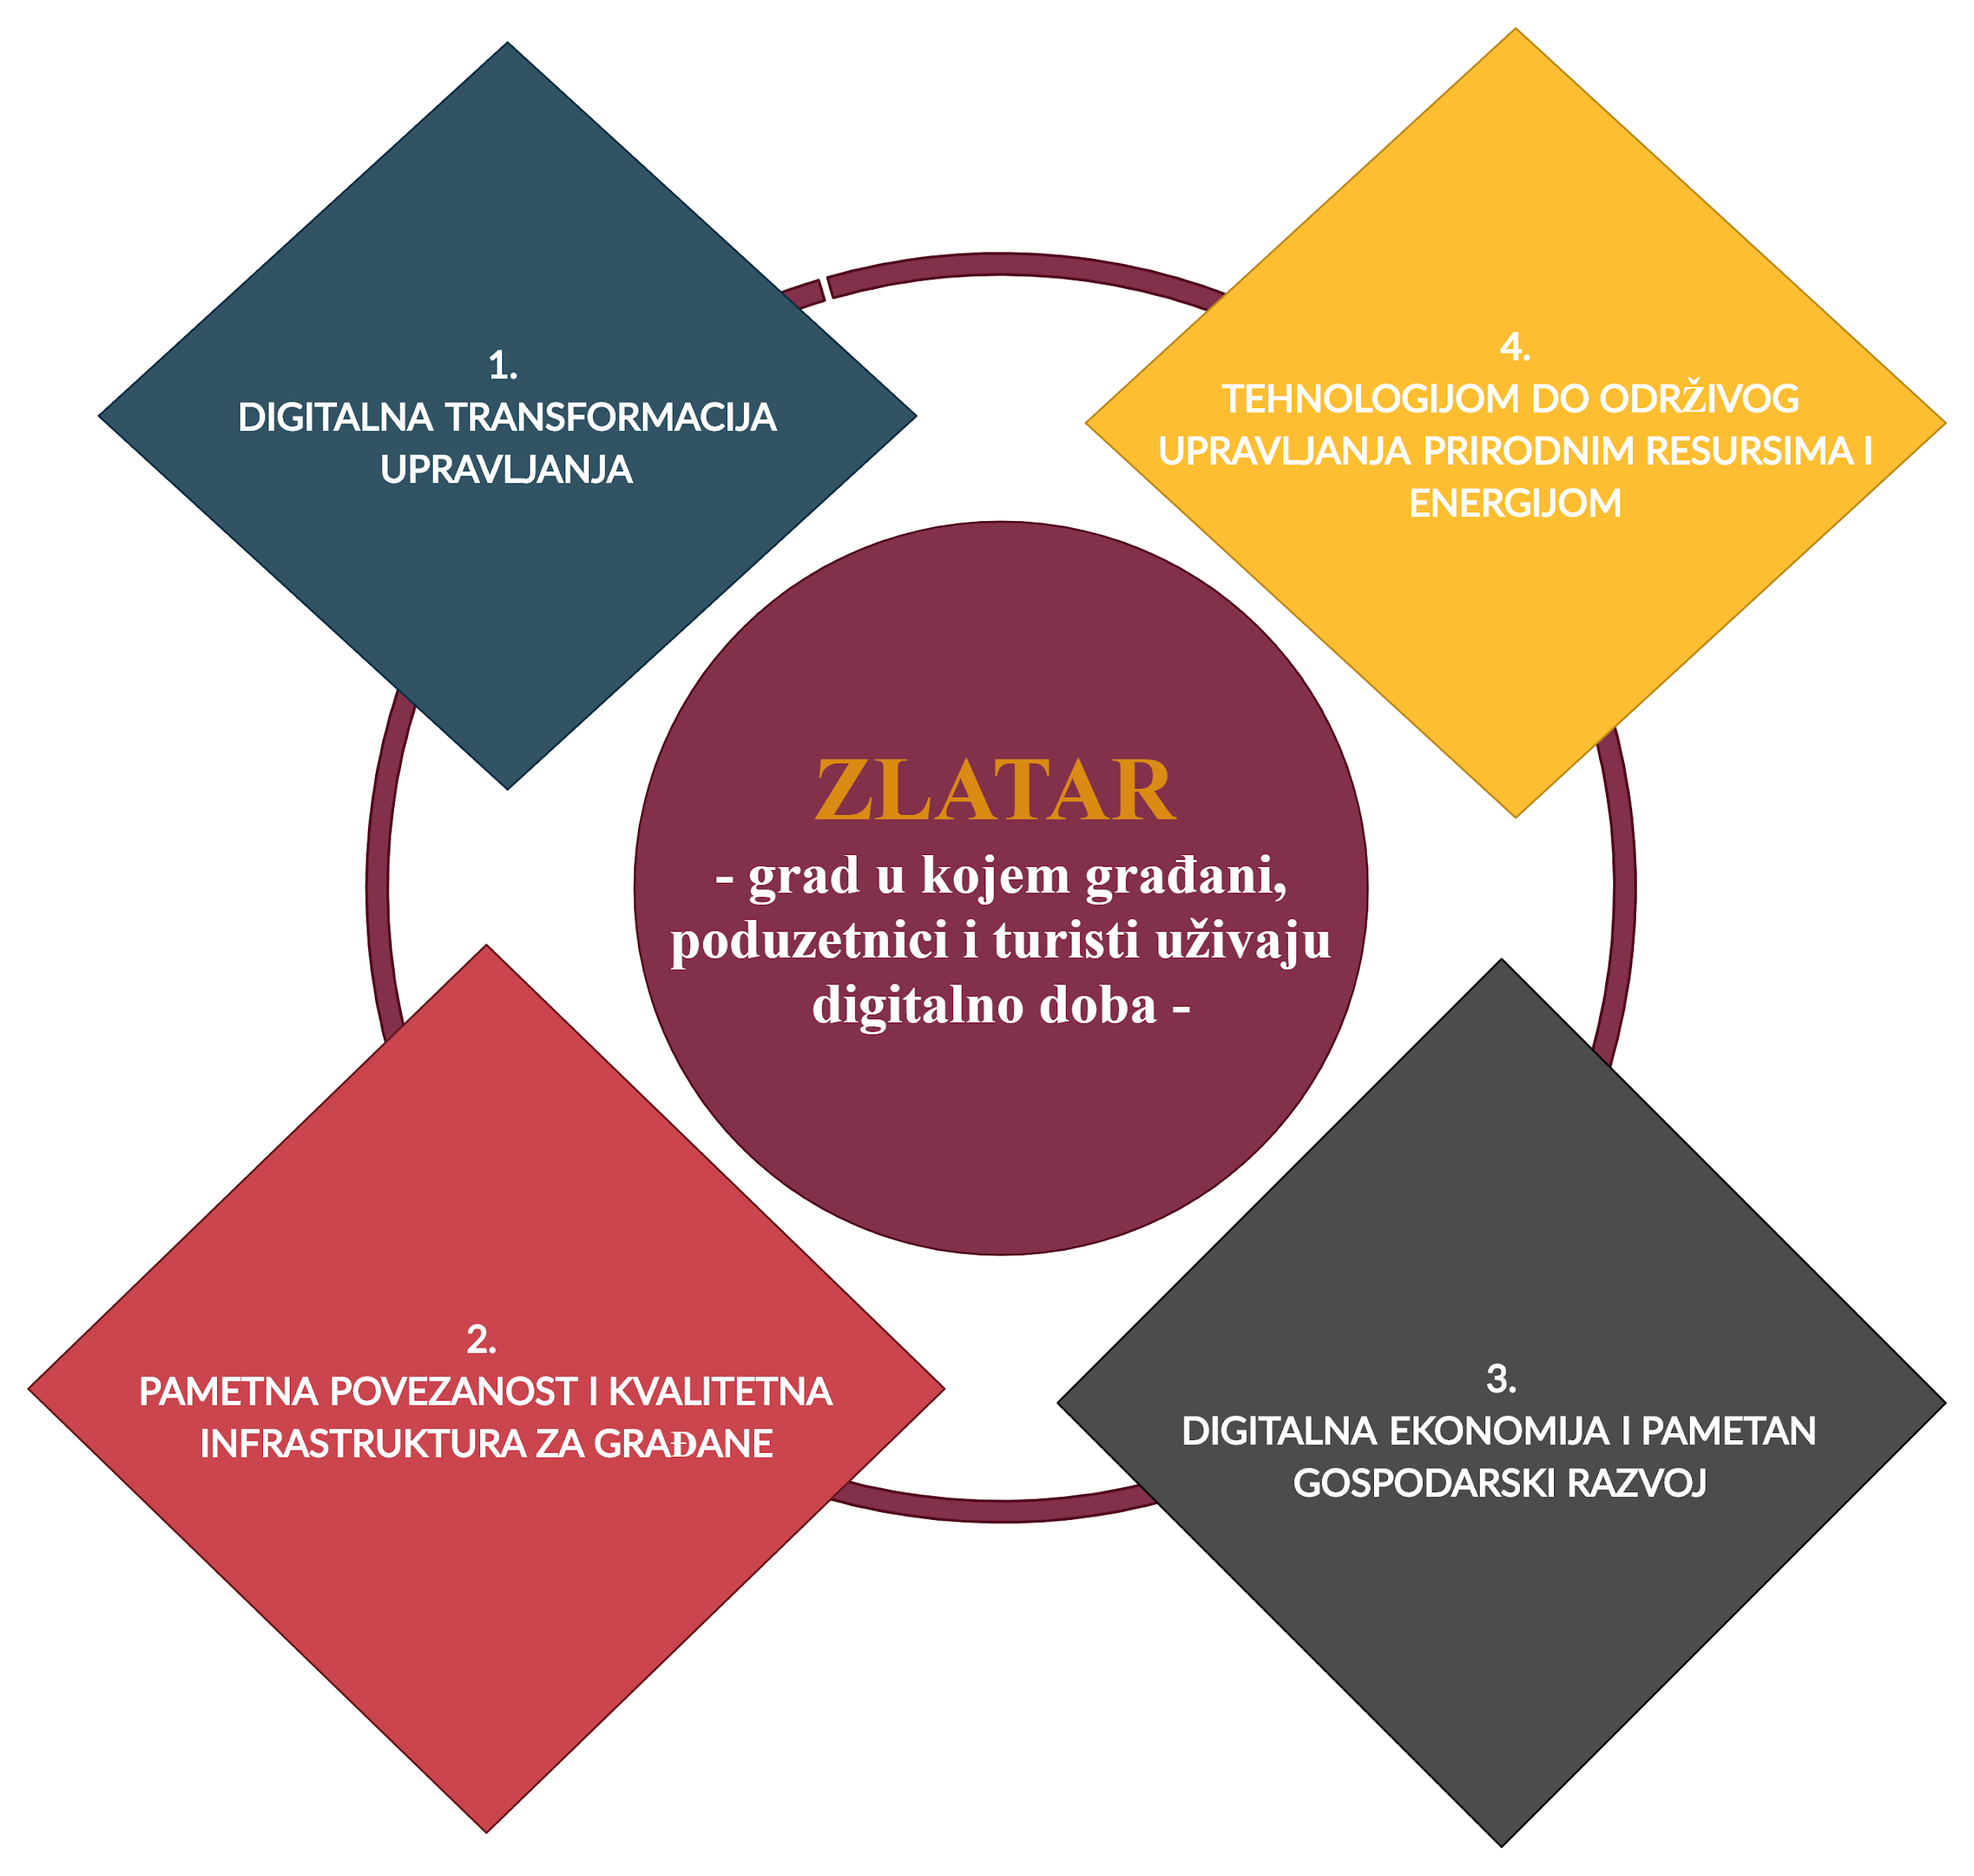 1.
DIGITALNA TRANSFORMACIJA
UPRAVLJANJA
4.
TEHNOLOGIJOM DO ODRŽIVOG
UPRAVLJANJA PRIRODNIM RESURSIMA I
ENERGIJOM
ZLATAR
- grad u kojem građani,
poduzetnici i turisti uživaju
digitalno doba -
2.
PAMETNA POVEZANOST I KVALITETNA
INFRASTRUKTURA ZA GRAĐANE
3.
DIGITALNA EKONOMIJA I PAMETAN
GOSPODARSKI RAZVOJ